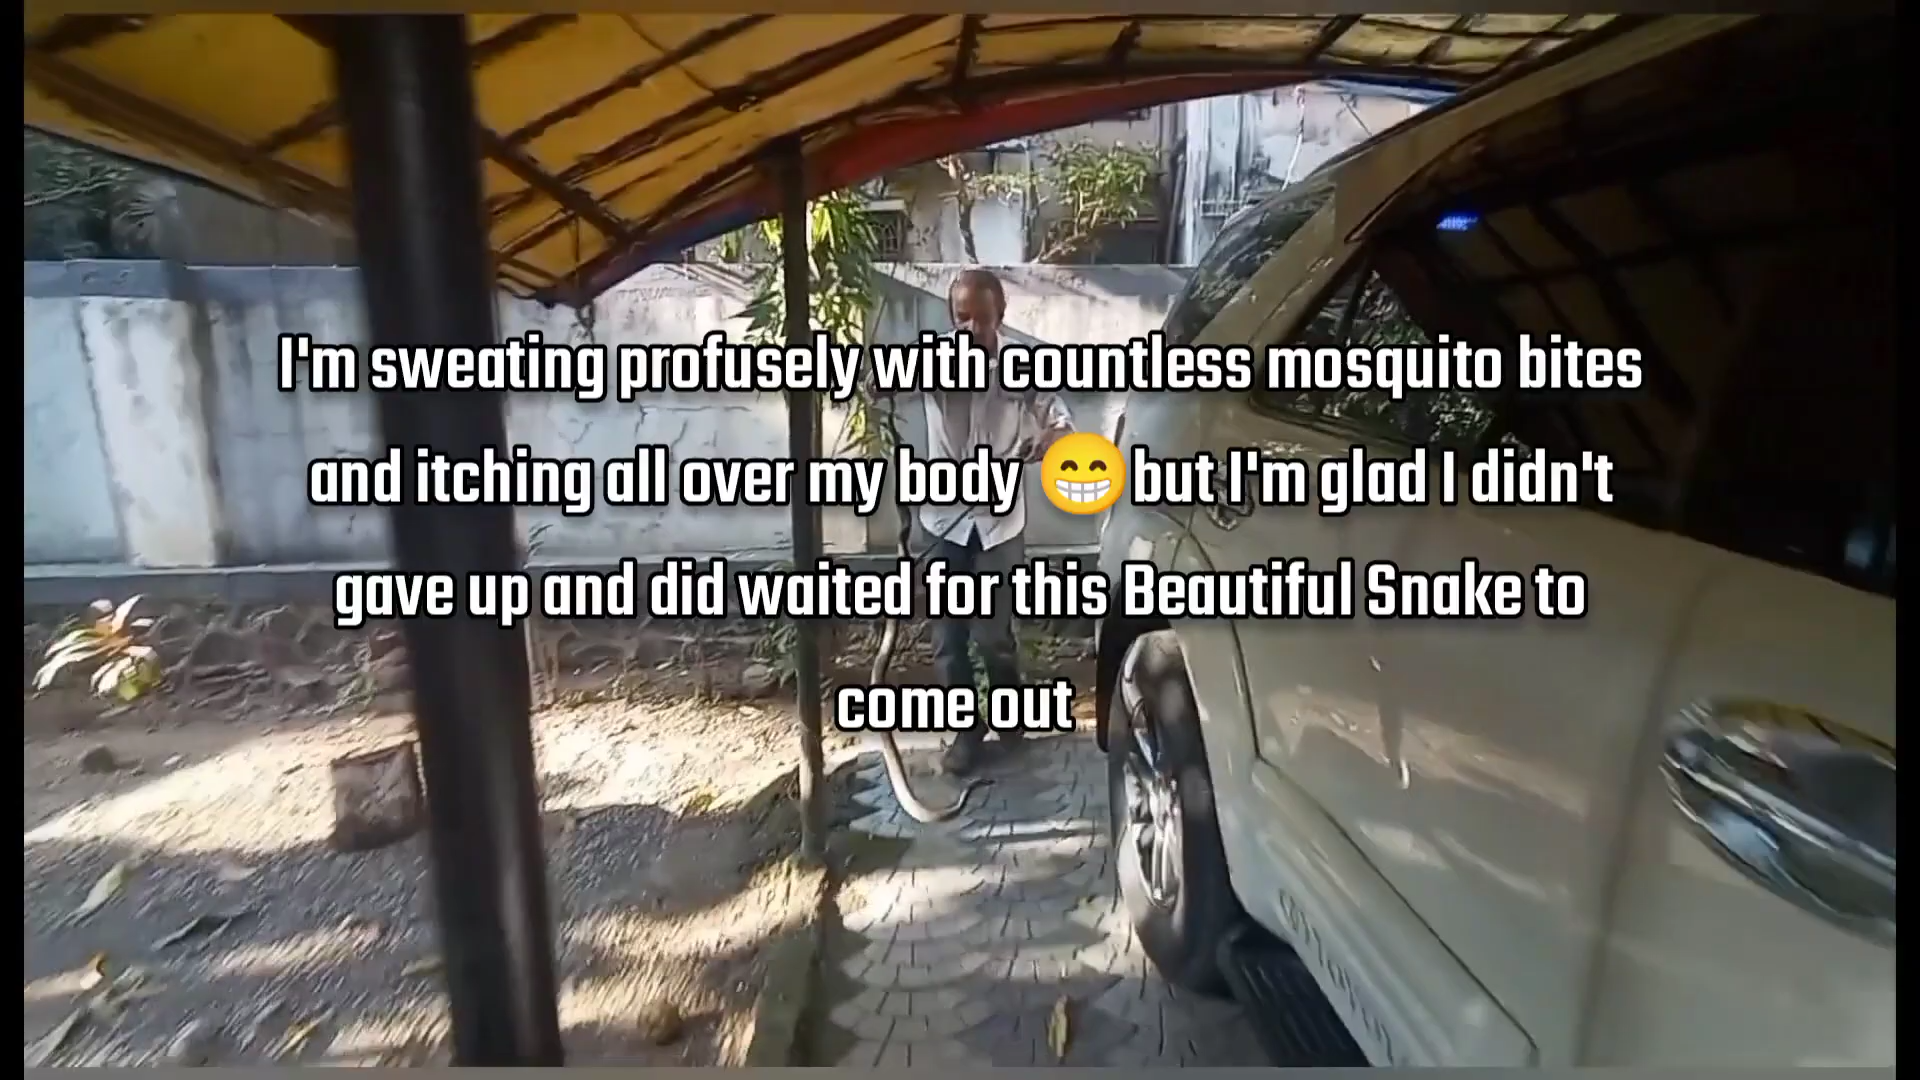 I'm sweating profusely with countless mosquito bites
and itching all over my body 😁 but I'm glad I didn't
gave up and did waited for this Beautiful Snake to
come out